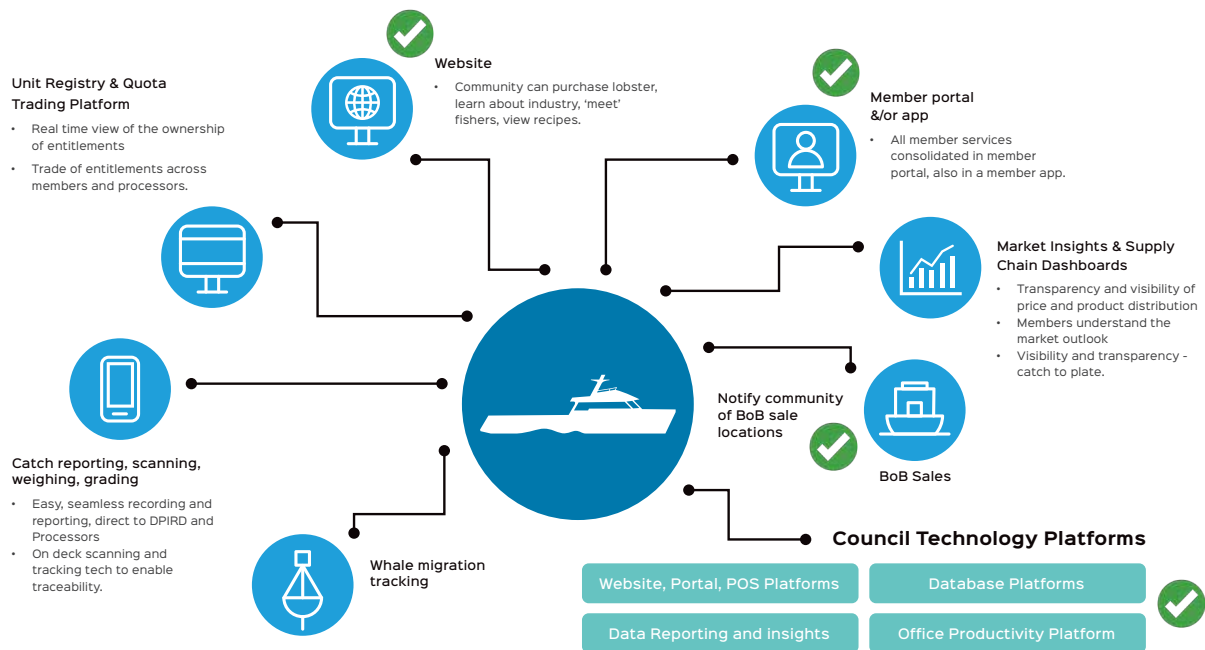 Website
• Community can purchase lobster,
learn about industry, ‘meet’
fishers, view recipes.
Unit Registry & Quota
Trading Platform
• Real time view of the ownership
of entitlements
• Trade of entitlements across
members and processors.
Member portal
&/or app
• All member services
consolidated in member
portal, also in a member app.
Market Insights & Supply
Chain Dashboards
• Transparency and visibility of
price and product distribution
• Members understand the
market outlook
• Visibility and transparency -
catch to plate.
Notify community
of BoB sale
locations
BoB Sales
Catch reporting, scanning,
weighing, grading
• Easy, seamless recording and
reporting, direct to DPIRD and
Processors
• On deck scanning and
tracking tech to enable
traceability.
Whale migration
tracking
Council Technology Platforms
Website, Portal, POS Platforms
Database Platforms
Data Reporting and insights
Office Productivity Platform